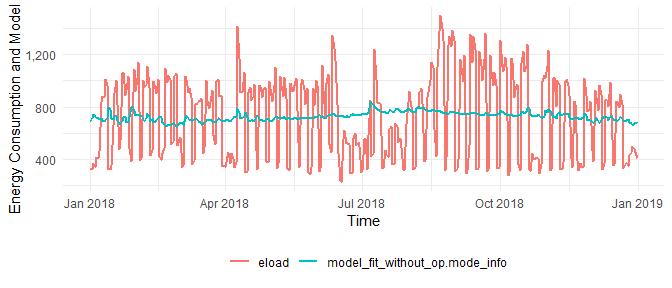 Energy Consumption and Model
1,200
800
400
Jan 2018
Apr 2018
Jul 2018
Oct 2018
Jan 2019
Time
eload
model_fit_without_op.mode_info